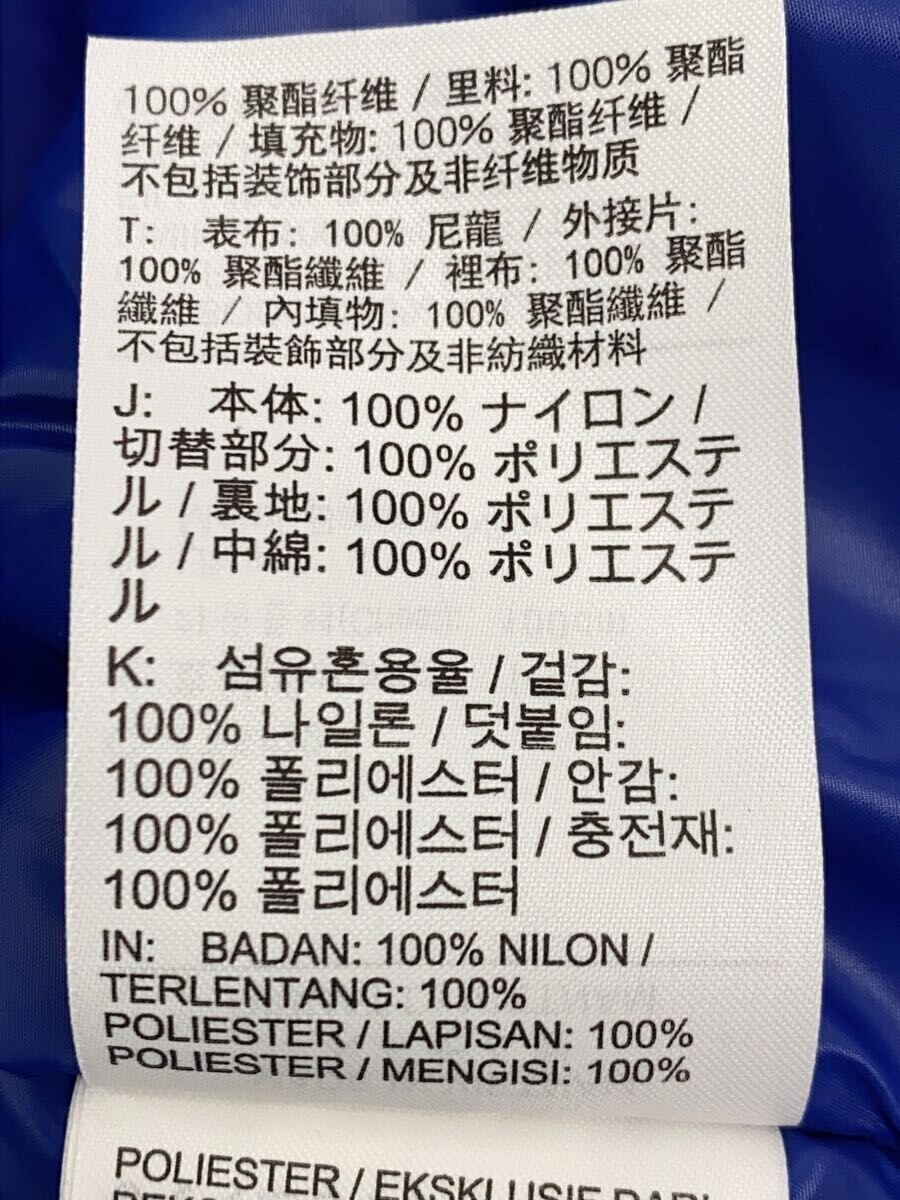 100% 聚酯纤维 / 里料: 100% 聚酯
纤维 / 填充物: 100% 聚酯纤维 /
不包括装饰部分及非纤维物质
T: 表布: 100% 尼龍 / 外接片:
100% 聚酯纖維 / 裡布: 100% 聚酯
纖維 / 內填物: 100% 聚酯纖維 /
不包括裝飾部分及非紡織材料
J: 本体: 100% ナイロン /
切替部分: 100% ポリエステ
ル / 裏地: 100% ポリエステ
ル / 中綿: 100% ポリエステ
ル
K: 섬유혼용율 / 겉감:
100% 나일론 / 덧붙임:
100% 폴리에스터 / 안감:
100% 폴리에스터 / 충전재:
100% 폴리에스터
IN: BADAN: 100% NILON /
TERLENTANG: 100%
POLIESTER / LAPISAN: 100%
POLIESTER / MENGISI: 100%
POLIESTER / EKSKLUSIF DARI